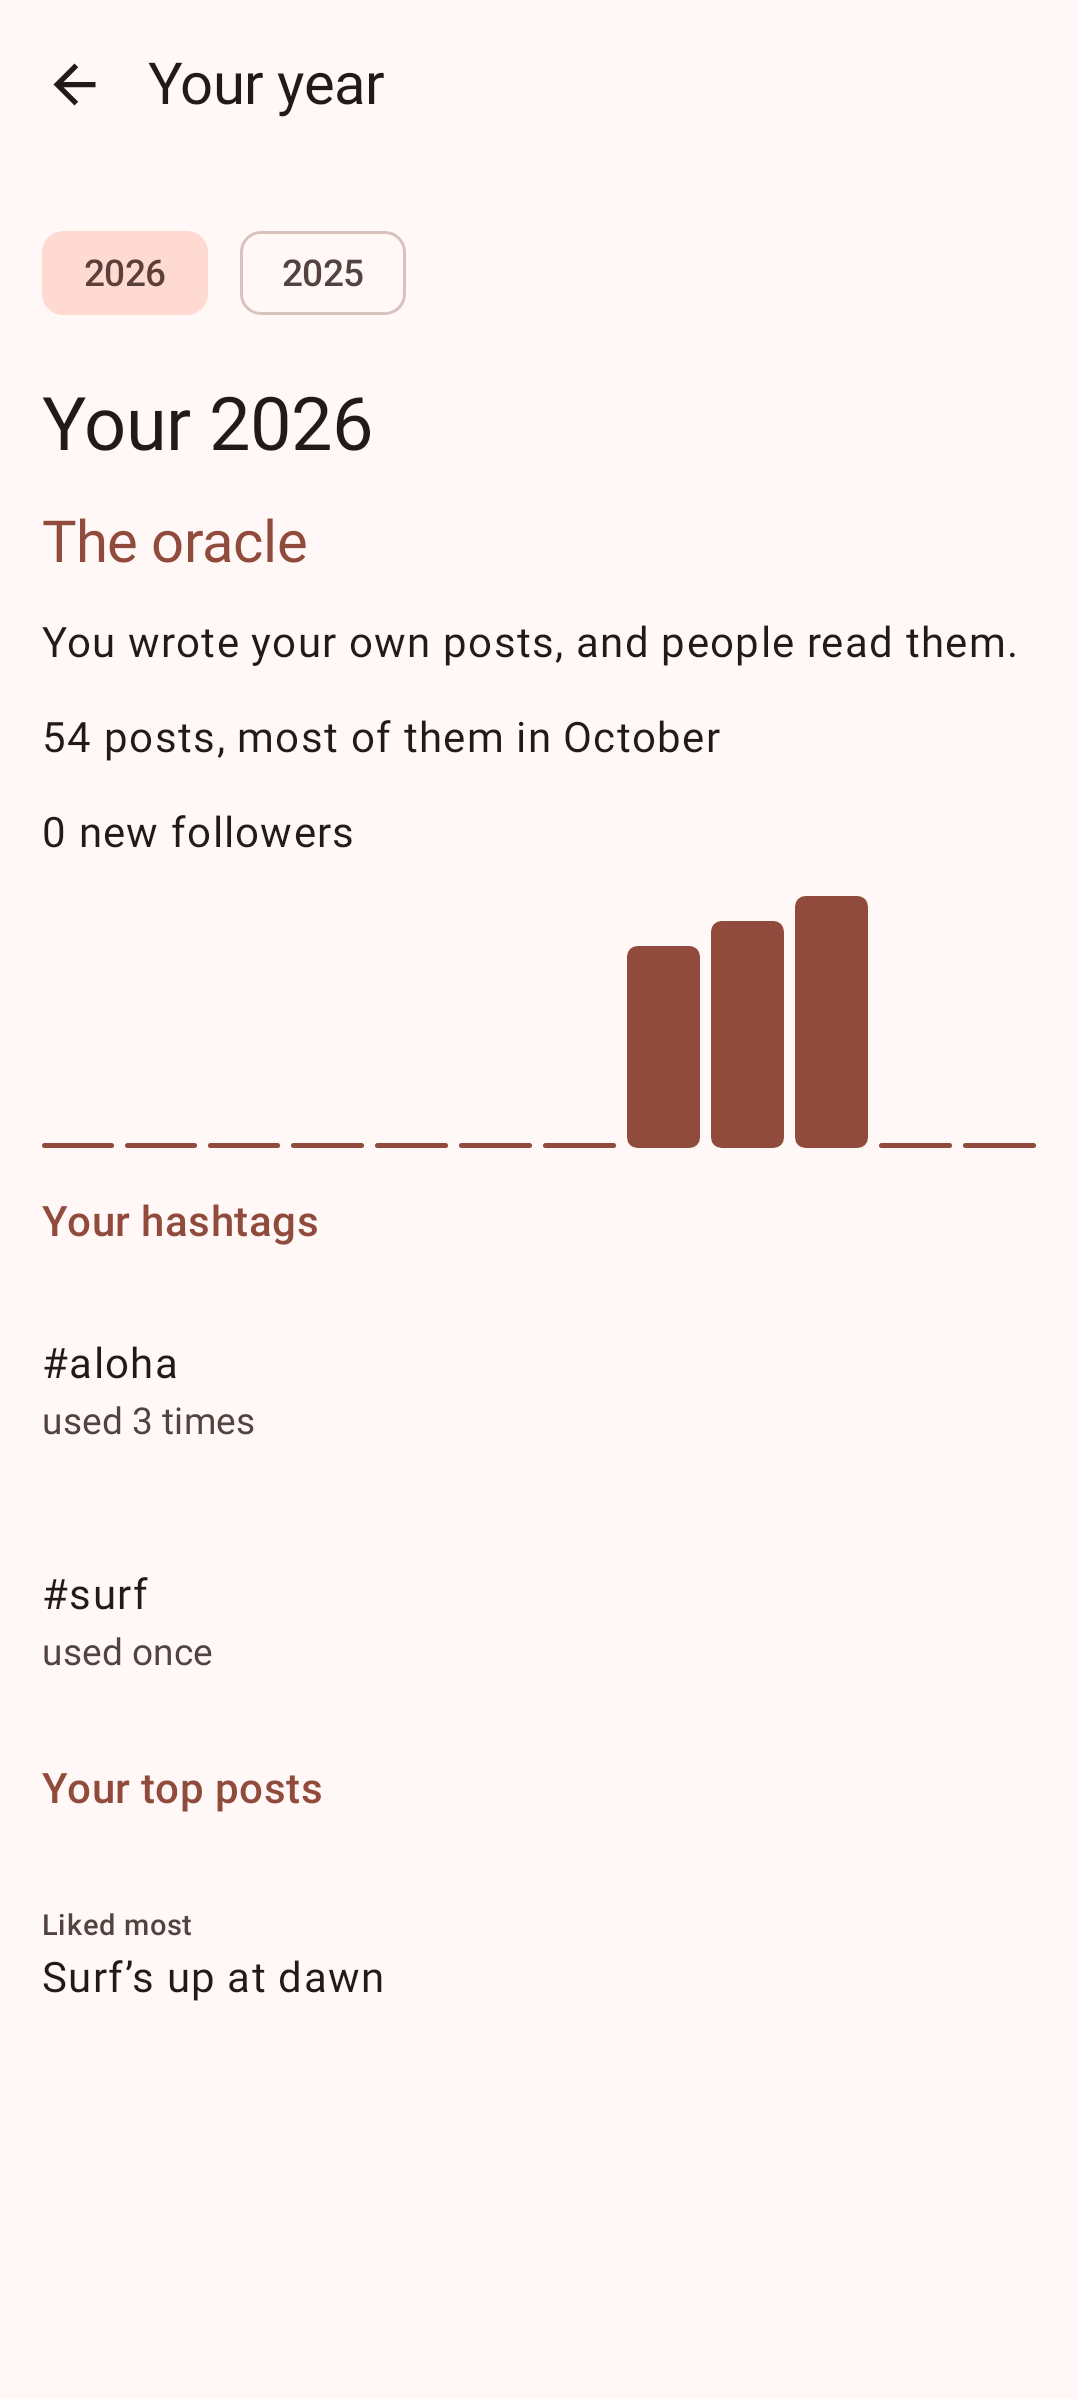 Your year
2026
2025
Your 2026
The oracle
You wrote your own posts, and people read them.
54 posts, most of them in October
0 new followers
Your hashtags
#aloha
used 3 times
#surf
used once
Your top posts
Liked most
Surf’s up at dawn